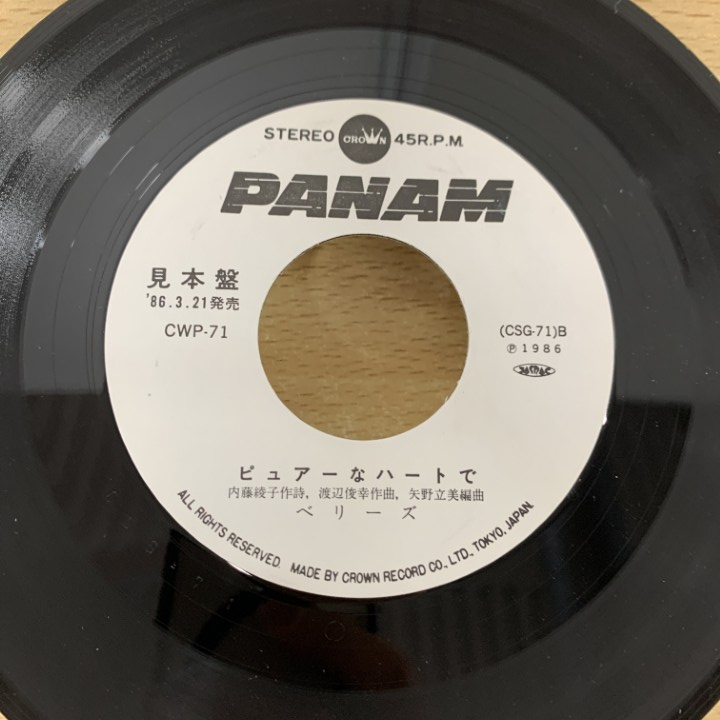 STEREO CROWN 45R.P.M.
PANAM
見本盤
'86.3.21発売
CWP-71
(CSG-71)B
Ⓟ1986
ピュアーなハートで
内藤綾子作詩, 渡辺俊幸作曲, 矢野立美編曲
ベリーズ
ALL RIGHTS RESERVED. MADE BY CROWN RECORD CO., LTD., TOKYO, JAPAN.